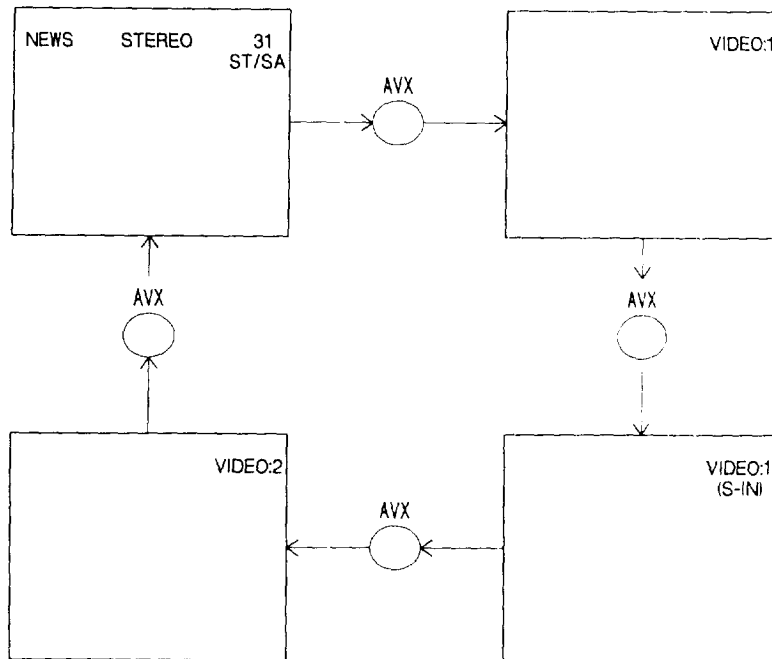 NEWS STEREO 31
ST/SA
AVX
VIDEO:1
AVX
AVX
VIDEO:2
AVX
VIDEO:1
(S-IN)